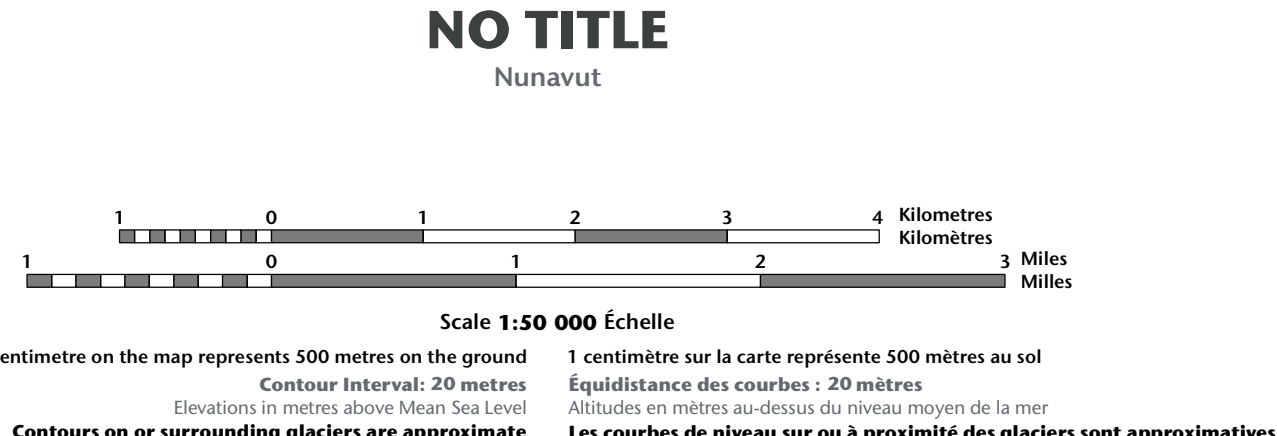 NO TITLE
Nunavut
1 0 1 2 3 4 Kilometres
Kilomètres
1 0 1 2 3 Miles
Milles
Scale 1:50 000 Échelle
entimetre on the map represents 500 metres on the ground
Contour Interval: 20 metres
Elevations in metres above Mean Sea Level
Contours on or surrounding glaciers are approximate
1 centimètre sur la carte représente 500 mètres au sol
Équidistance des courbes : 20 mètres
Altitudes en mètres au-dessus du niveau moyen de la mer
Les courbes de niveau sur ou à proximité des glaciers sont approximatives